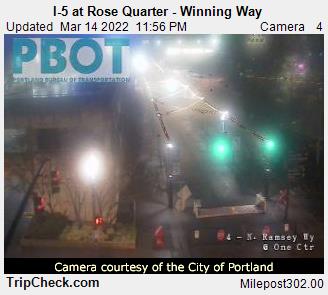 I-5 at Rose Quarter - Winning Way
Updated Mar 14 2022 11:56 PM Camera 4
PBOT
PORTLAND BUREAU OF TRANSPORTATION
4 - N. Ramsey Wy
@ One Ctr
Camera courtesy of the City of Portland
TripCheck.com Milepost302.00